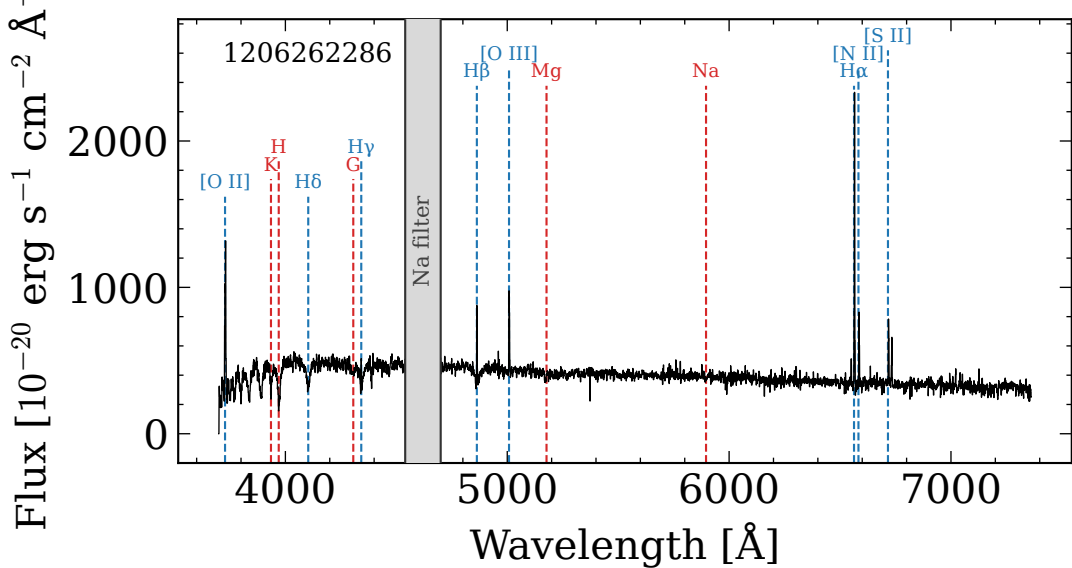 1206262286
[O II]
K
H
Hδ
G
Hγ
Na filter
Hβ
[O III]
Mg
Na
Hα
[N II]
[S II]
0
1000
2000
4000
5000
6000
7000
Wavelength [Å]
Flux [10⁻²⁰ erg s⁻¹ cm⁻² Å⁻